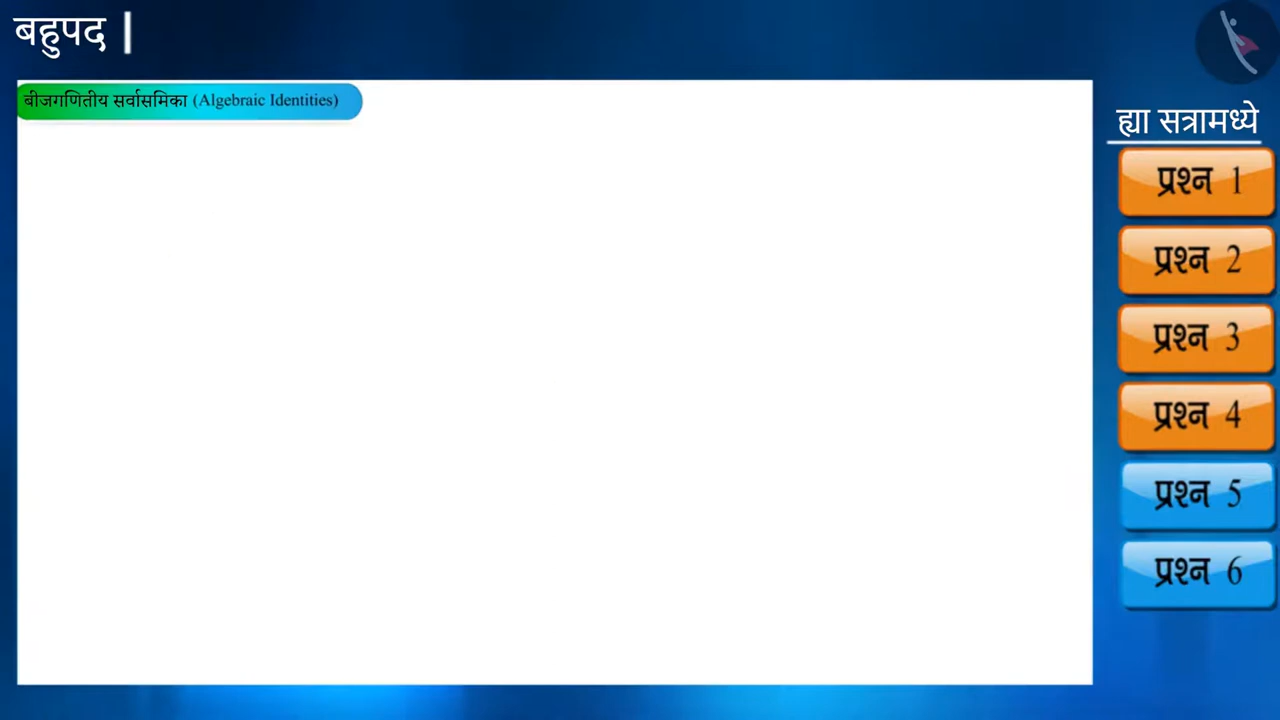 बहुपद |
बीजगणितीय सर्वासमिका (Algebraic Identities)
ह्या सत्रामध्ये
प्रश्न 1
प्रश्न 2
प्रश्न 3
प्रश्न 4
प्रश्न 5
प्रश्न 6